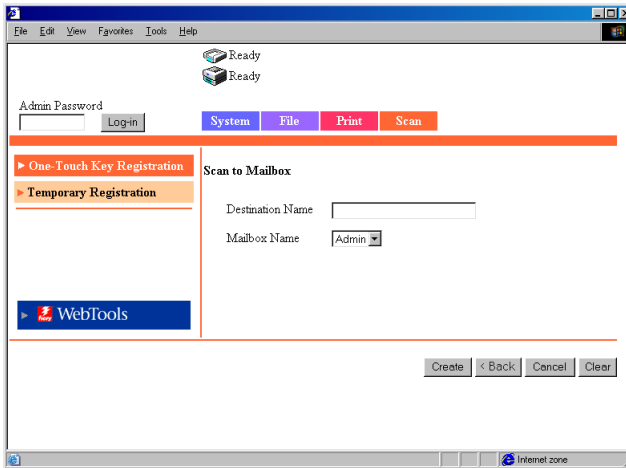 File Edit View Favorites Tools Help
Ready
Ready
Admin Password
Log-in
System File Print Scan
One-Touch Key Registration
Temporary Registration
Scan to Mailbox
Destination Name
Mailbox Name Admin
fiery WebTools
Create < Back Cancel Clear
Internet zone